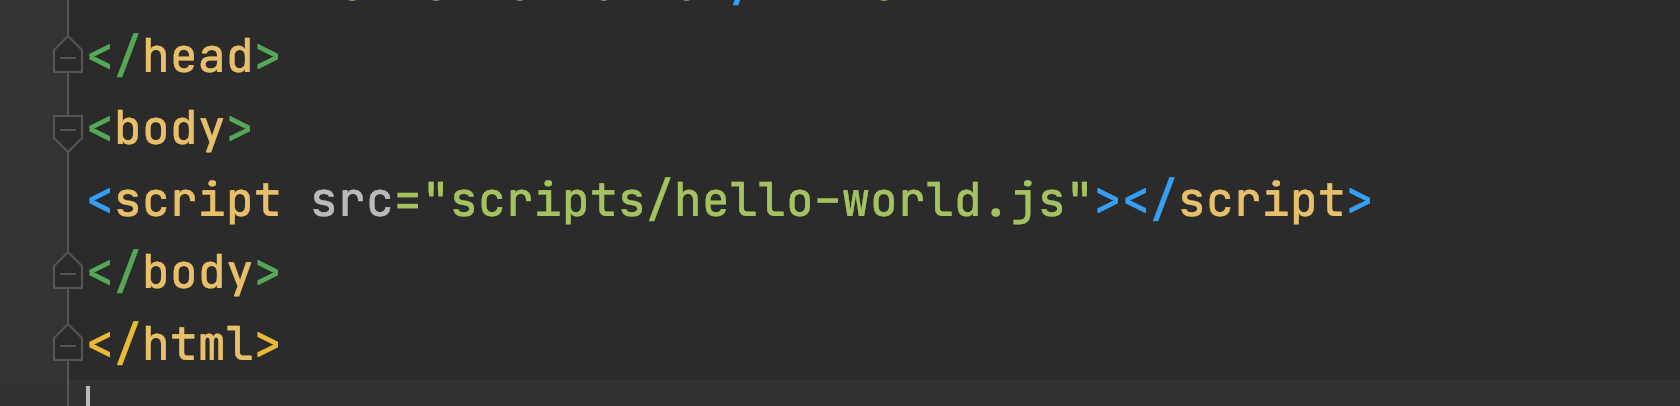 </head>
<body>
<script src="scripts/hello-world.js"></script>
</body>
</html>